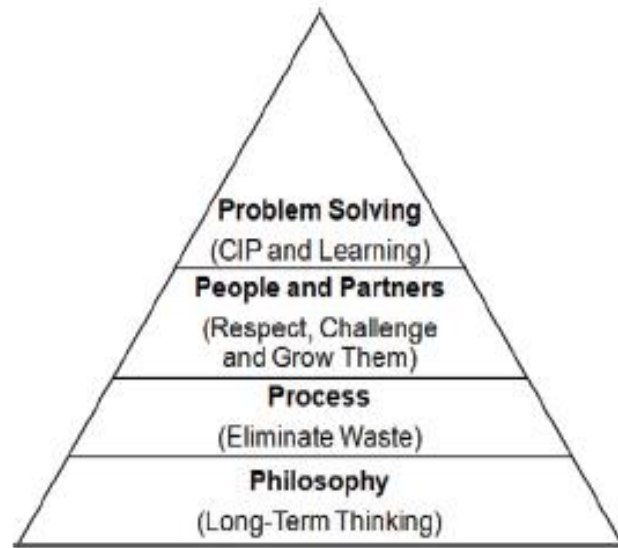 Problem Solving
(CIP and Learning)
People and Partners
(Respect, Challenge
and Grow Them)
Process
(Eliminate Waste)
Philosophy
(Long-Term Thinking)